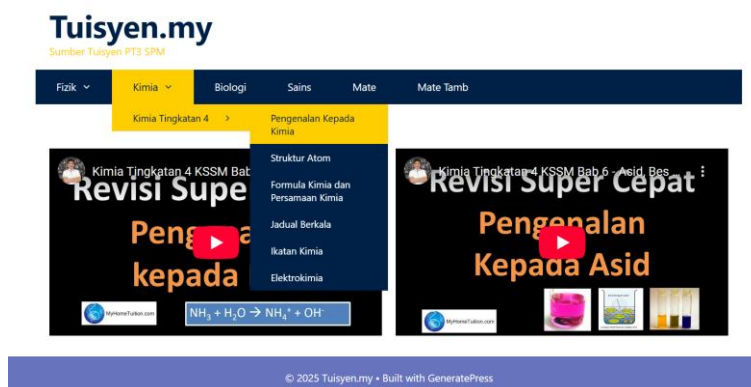 Tuisyen.my
Sumber Tuisyen PT3 SPM
Fizik Kimia Biologi Sains Mate Mate Tamb
Kimia Tingkatan 4 >
Pengenalan Kepada
Kimia
Struktur Atom
Formula Kimia dan
Persamaan Kimia
Jadual Berkala
Ikatan Kimia
Elektrokimia
Kimia Tingkatan 4 KSSM Bab
Revisi Supe
kepada
MyHomeTuition.com
NH₃ + H₂O → NH₄⁺ + OH⁻
Kimia Tingkatan 4 KSSM Bab 6 - Asid, Bes...
Revisi Super Cepat
Pengenalan
Kepada Asid
MyHomeTuition.com
© 2025 Tuisyen.my • Built with GeneratePress